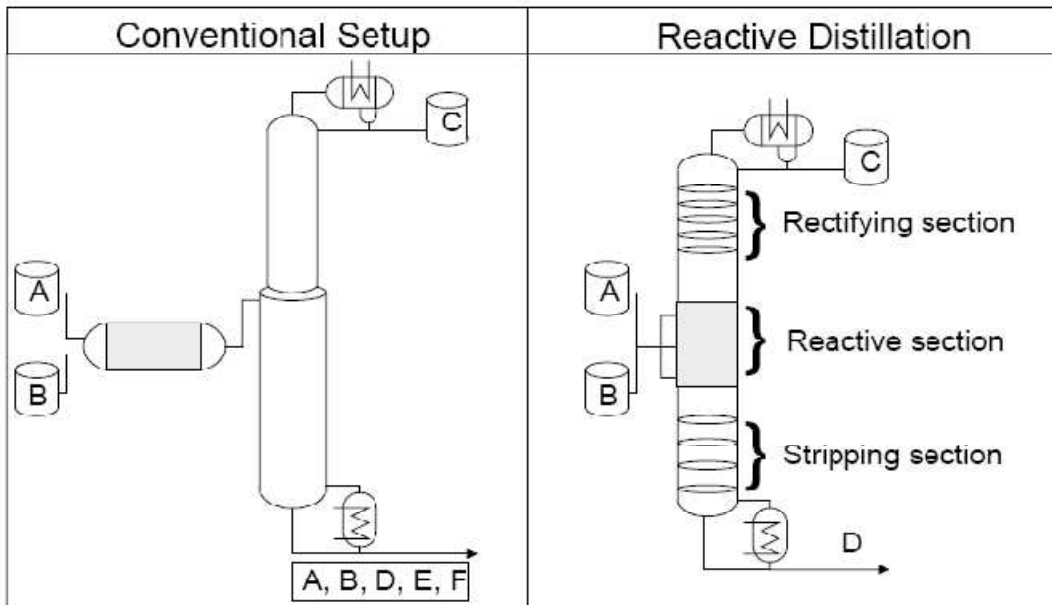 Conventional Setup
C
A
B
A, B, D, E, F
Reactive Distillation
C
Rectifying section
A
Reactive section
B
Stripping section
D